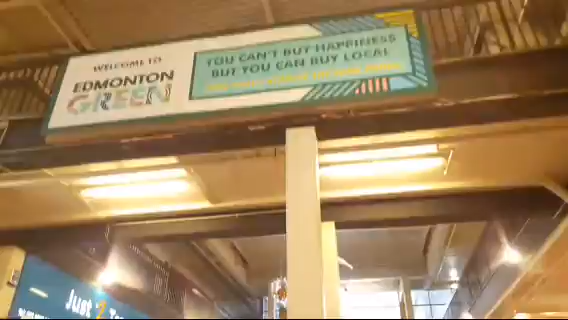 WELCOME TO
EDMONTON
GREEN
YOU CAN'T BUY HAPPINESS
BUT YOU CAN BUY LOCAL
Just